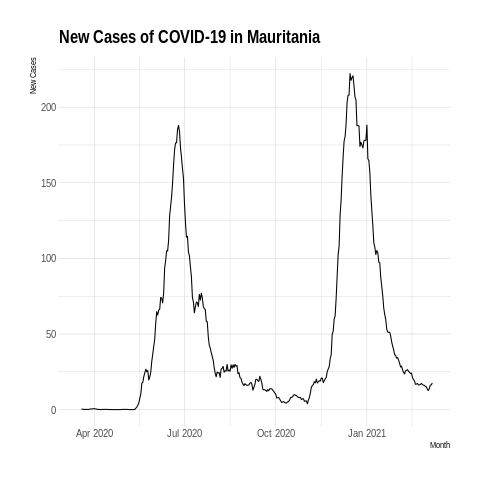 New Cases of COVID-19 in Mauritania
New Cases
200
150
100
50
0
Apr 2020 Jul 2020 Oct 2020 Jan 2021
Month